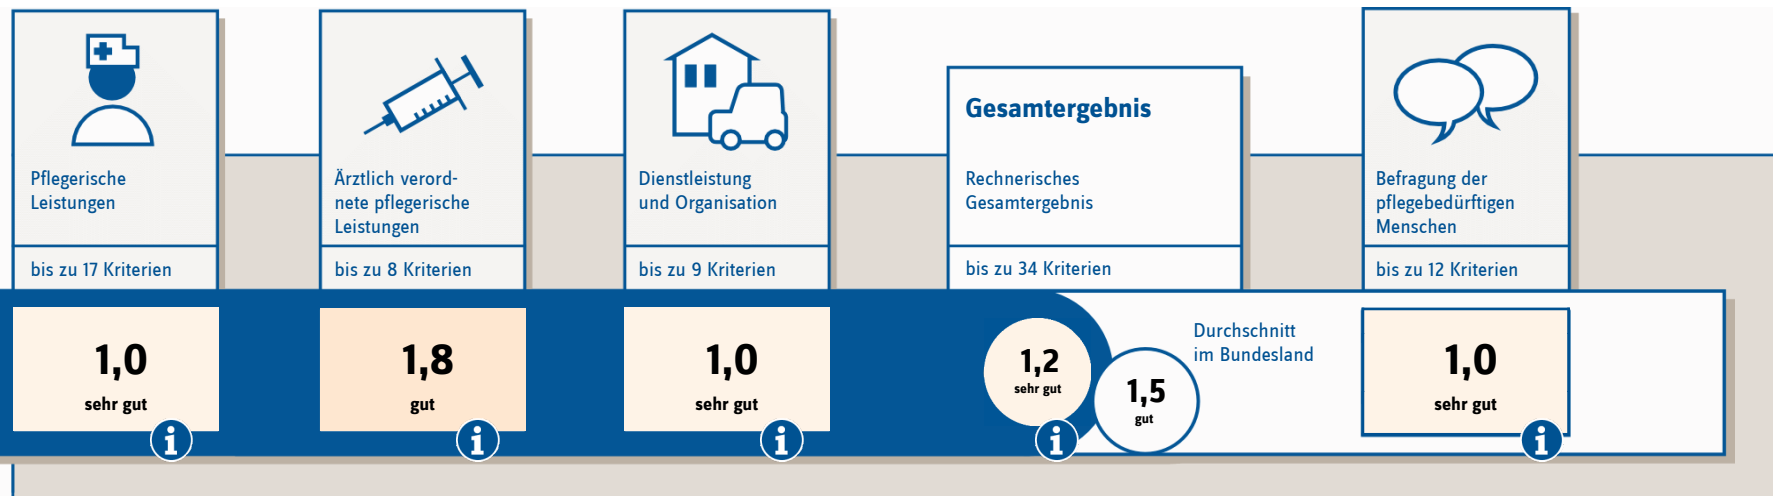 Pflegerische
Leistungen
bis zu 17 Kriterien
1,0
sehr gut
i
Ärztlich verord-
nete pflegerische
Leistungen
bis zu 8 Kriterien
1,8
gut
i
Dienstleistung
und Organisation
bis zu 9 Kriterien
1,0
sehr gut
i
Gesamtergebnis
Rechnerisches
Gesamtergebnis
bis zu 34 Kriterien
1,2
sehr gut
i
1,5
gut
Durchschnitt
im Bundesland
Befragung der
pflegebedürftigen
Menschen
bis zu 12 Kriterien
1,0
sehr gut
i